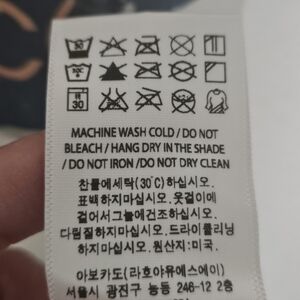 30
MACHINE WASH COLD / DO NOT
BLEACH / HANG DRY IN THE SHADE
/ DO NOT IRON / DO NOT DRY CLEAN
찬물에세탁(30℃)하십시오.
표백하지마십시오.옷걸이에
걸어서그늘에건조하십시오.
다림질하지마십시오.드라이클리닝
하지마십시오.원산지:미국.
아보카도(라호야유에스에이)
서울시 광진구 능동 246-12 2층